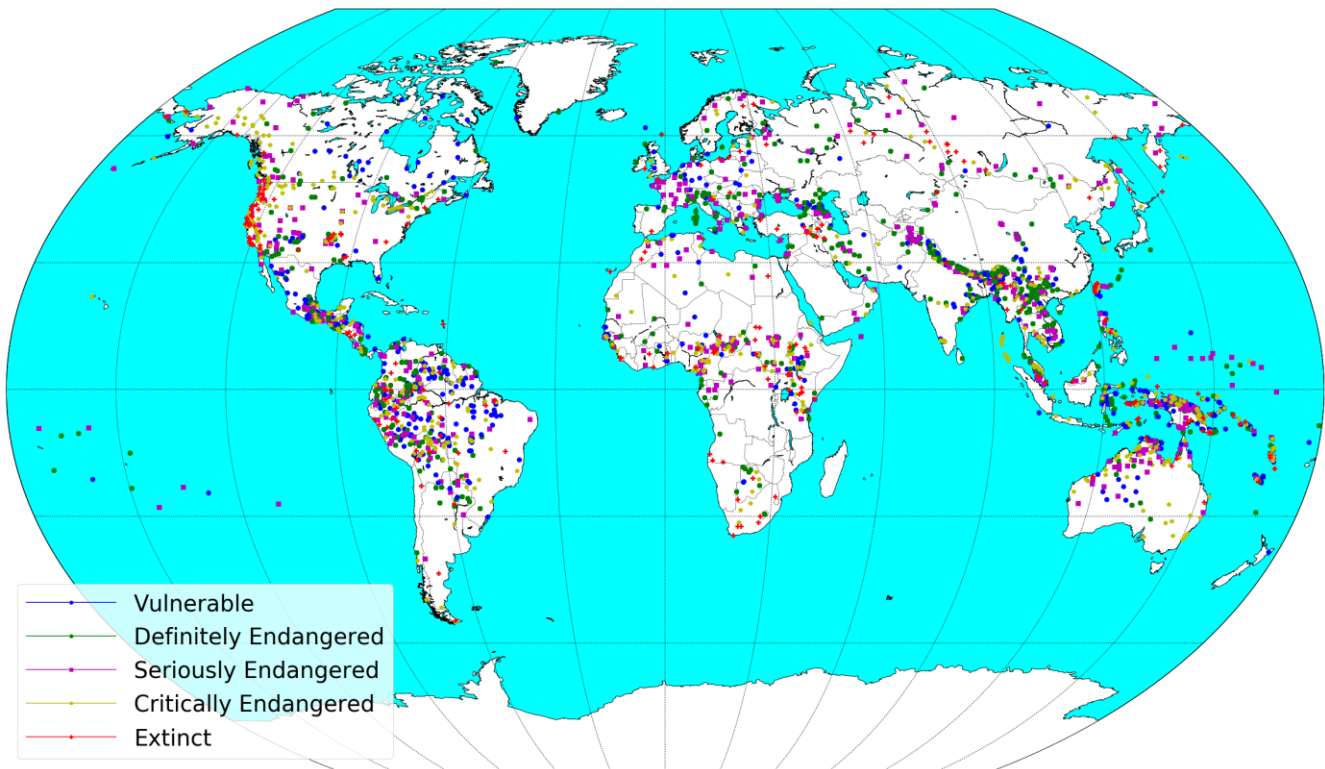 Vulnerable
Definitely Endangered
Seriously Endangered
Critically Endangered
Extinct